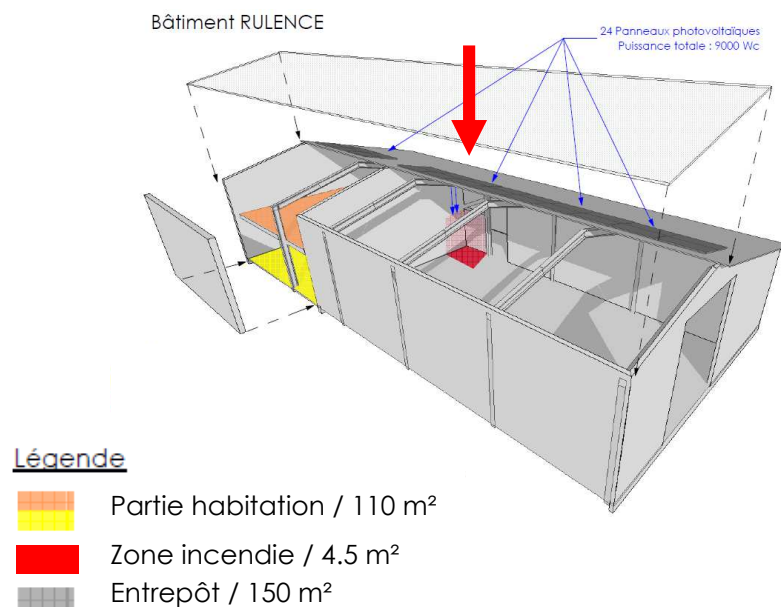 Bâtiment RULENCE
24 Panneaux photovoltaïques
Puissance totale : 9000 Wc
Légende
Partie habitation / 110 m²
Zone incendie / 4.5 m²
Entrepôt / 150 m²